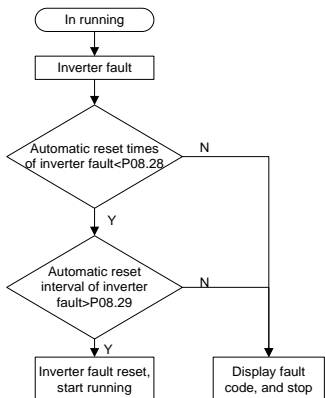 In running
Inverter fault
Automatic reset times
of inverter fault<P08.28
N
Y
Automatic reset
interval of inverter
fault>P08.29
N
Y
Inverter fault reset,
start running
Display fault
code, and stop